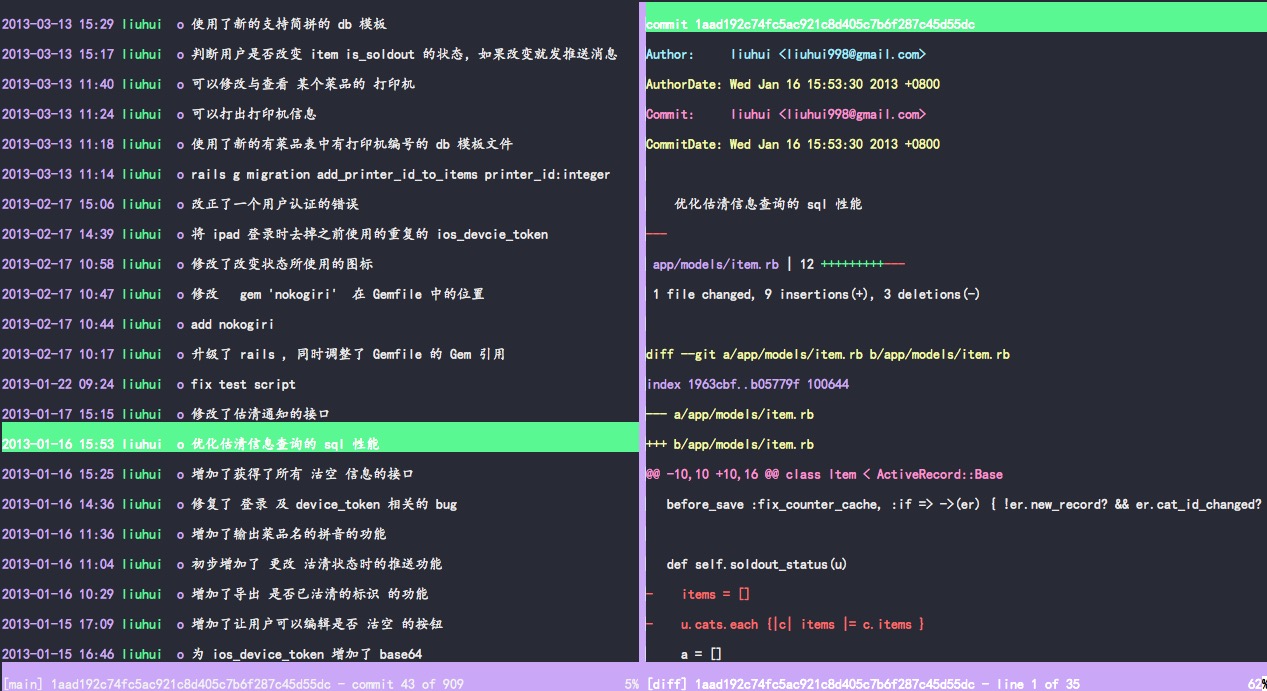 2013-03-13 15:29 liuhui o 使用了新的支持简拼的 db 模板
2013-03-13 15:17 liuhui o 判断用户是否改变 item is_soldout 的状态, 如果改变就发推送消息
2013-03-13 11:40 liuhui o 可以修改与查看 某个菜品的 打印机
2013-03-13 11:24 liuhui o 可以打出打印机信息
2013-03-13 11:18 liuhui o 使用了新的有菜品表中有打印机编号的 db 模板文件
2013-03-13 11:14 liuhui o rails g migration add_printer_id_to_items printer_id:integer
2013-02-17 15:06 liuhui o 改正了一个用户认证的错误
2013-02-17 14:39 liuhui o 将 ipad 登录时去掉之前使用的重复的 ios_devcie_token
2013-02-17 10:58 liuhui o 修改了改变状态所使用的图标
2013-02-17 10:47 liuhui o 修改  gem 'nokogiri'  在 Gemfile 中的位置
2013-02-17 10:44 liuhui o add nokogiri
2013-02-17 10:17 liuhui o 升级了 rails , 同时调整了 Gemfile 的 Gem 引用
2013-01-22 09:24 liuhui o fix test script
2013-01-17 15:15 liuhui o 修改了估清通知的接口
2013-01-16 15:53 liuhui o 优化估清信息查询的 sql 性能
2013-01-16 15:25 liuhui o 增加了获得了所有 沽空 信息的接口
2013-01-16 14:36 liuhui o 修复了 登录 及 device_token 相关的 bug
2013-01-16 11:36 liuhui o 增加了输出菜品名的拼音的功能
2013-01-16 11:04 liuhui o 初步增加了 更改 沽清状态时的推送功能
2013-01-16 10:29 liuhui o 增加了导出 是否已沽清的标识 的功能
2013-01-15 17:09 liuhui o 增加了让用户可以编辑是否 沽空 的按钮
2013-01-15 16:46 liuhui o 为 ios_device_token 增加了 base64
[main] 1aad192c74fc5ac921c8d405c7b6f287c45d55dc - commit 43 of 909 5%
commit 1aad192c74fc5ac921c8d405c7b6f287c45d55dc
Author:     liuhui <liuhui998@gmail.com>
AuthorDate: Wed Jan 16 15:53:30 2013 +0800
Commit:     liuhui <liuhui998@gmail.com>
CommitDate: Wed Jan 16 15:53:30 2013 +0800
优化估清信息查询的 sql 性能
---
app/models/item.rb | 12 +++++++++---
1 file changed, 9 insertions(+), 3 deletions(-)
diff --git a/app/models/item.rb b/app/models/item.rb
index 1963cbf..b05779f 100644
--- a/app/models/item.rb
+++ b/app/models/item.rb
@@ -10,10 +10,16 @@ class Item < ActiveRecord::Base
before_save :fix_counter_cache, :if => ->(er) { !er.new_record? && er.cat_id_changed?
def self.soldout_status(u)
-    items = []
-    u.cats.each {|c| items |= c.items }
a = []
[diff] 1aad192c74fc5ac921c8d405c7b6f287c45d55dc - line 1 of 35 62%